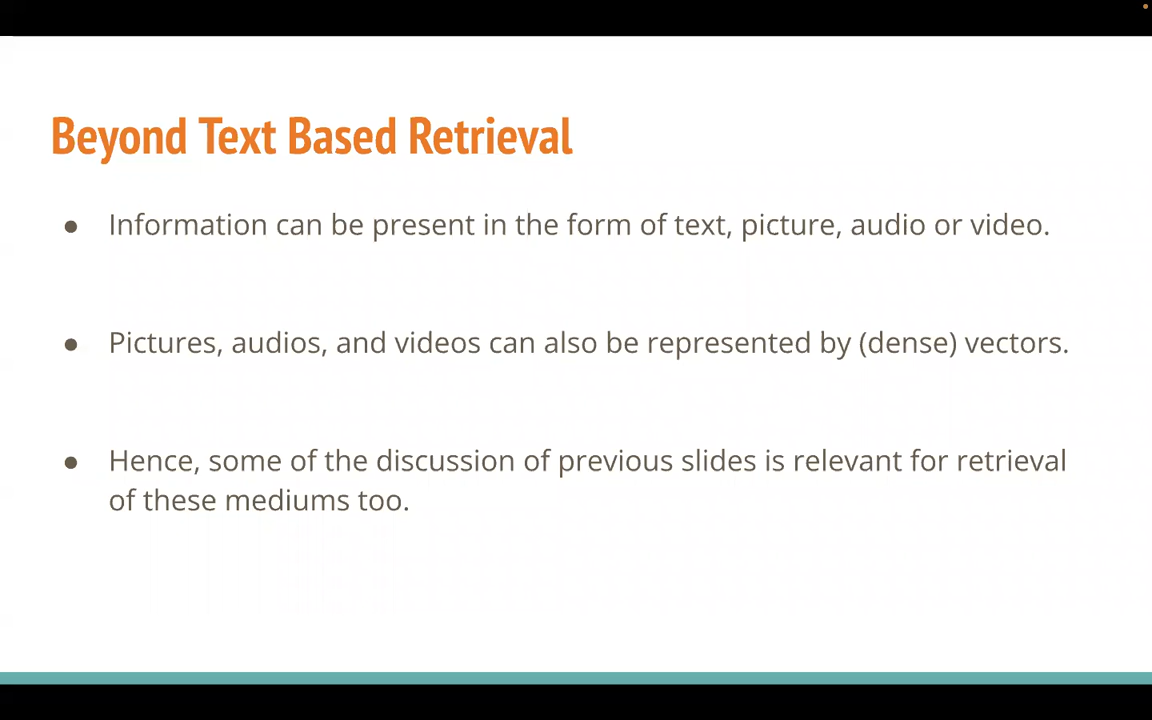 Beyond Text Based Retrieval
● Information can be present in the form of text, picture, audio or video.
● Pictures, audios, and videos can also be represented by (dense) vectors.
● Hence, some of the discussion of previous slides is relevant for retrieval
of these mediums too.